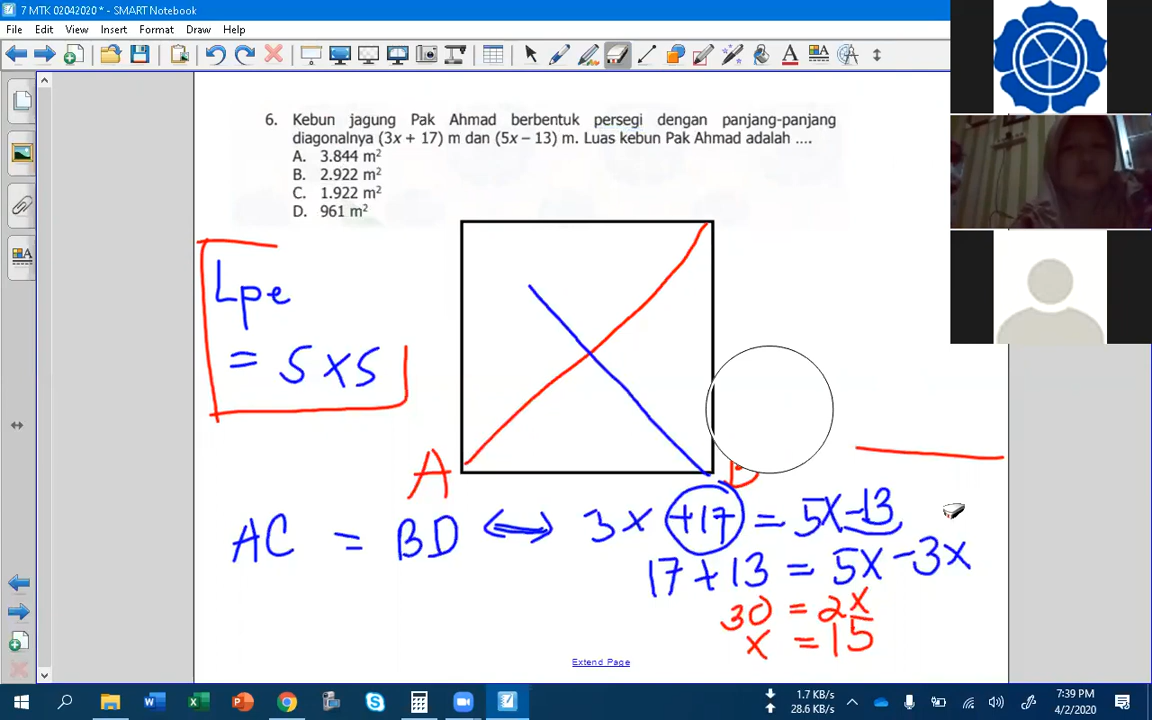 7 MTK 02042020 * - SMART Notebook
File Edit View Insert Format Draw Help
6. Kebun jagung Pak Ahmad berbentuk persegi dengan panjang-panjang
diagonalnya (3x + 17) m dan (5x – 13) m. Luas kebun Pak Ahmad adalah ....
A. 3.844 m²
B. 2.922 m²
C. 1.922 m²
D. 961 m²
Lpe
= S x S
A
AC = BD ⟺ 3x +17 = 5x-13
17+13 = 5x-3x
30 = 2x
x = 15
Extend Page
1.7 KB/s
28.6 KB/s
7:39 PM
4/2/2020